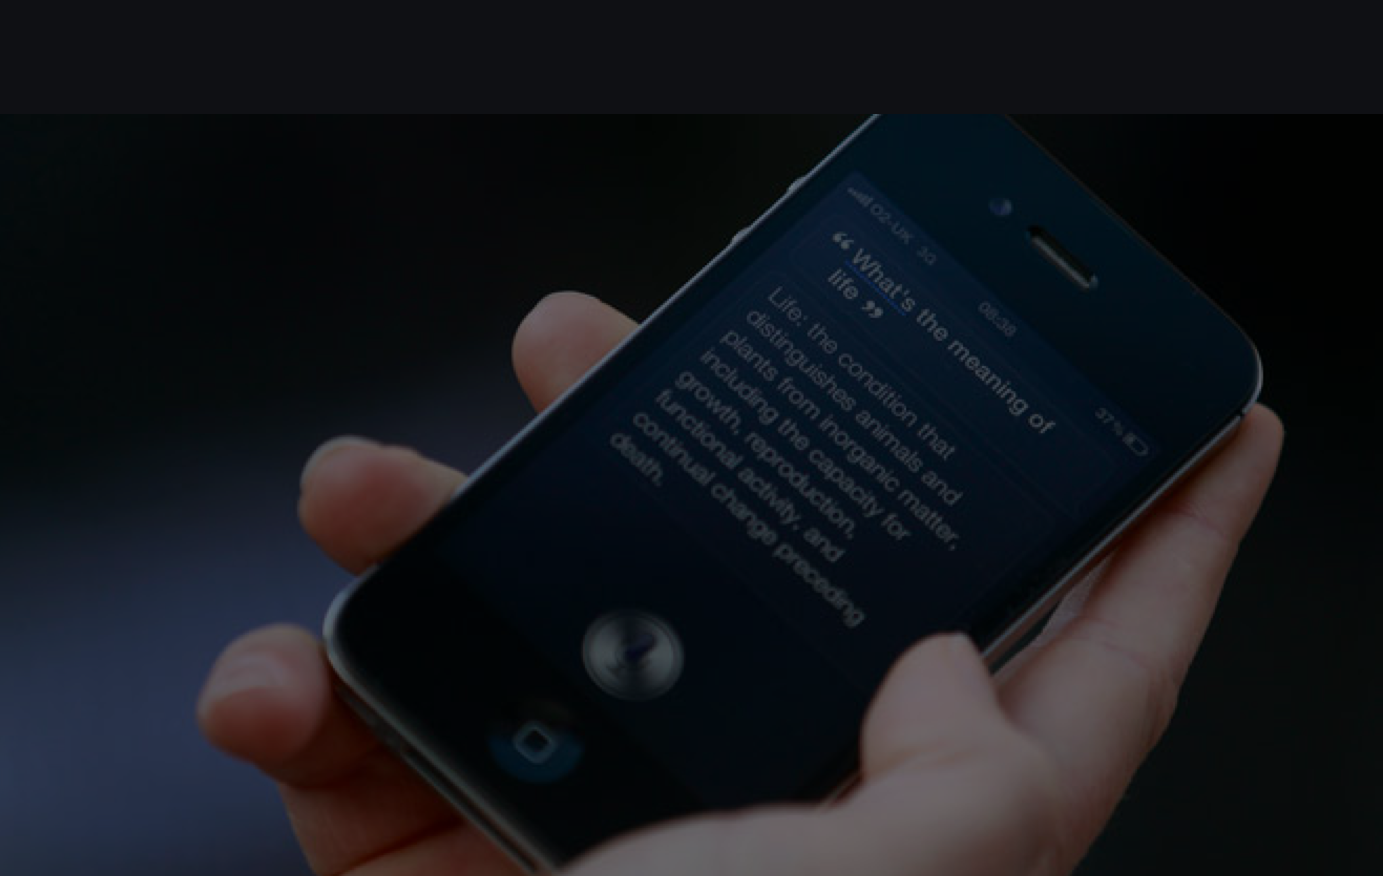 O2-UK 3G 08:38 37%
“ What's the meaning of
life ”
Life: the condition that
distinguishes animals and
plants from inorganic matter,
including the capacity for
growth, reproduction,
functional activity, and
continual change preceding
death.